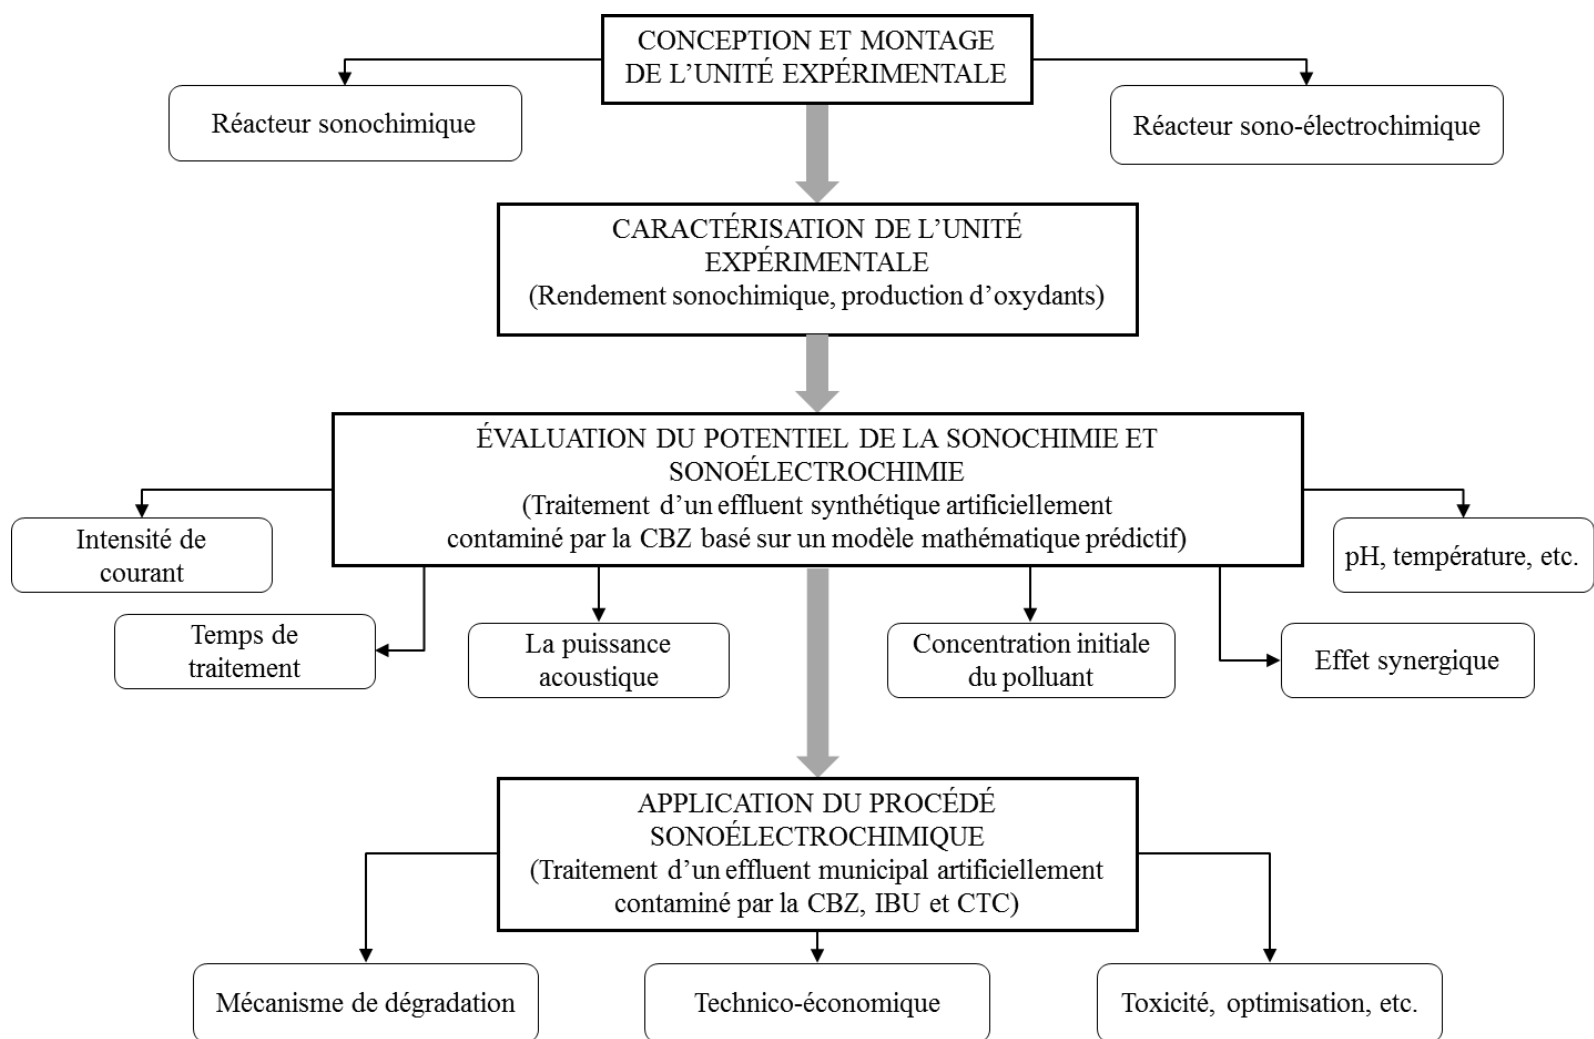 CONCEPTION ET MONTAGE
DE L’UNITÉ EXPÉRIMENTALE
Réacteur sonochimique
Réacteur sono-électrochimique
CARACTÉRISATION DE L’UNITÉ
EXPÉRIMENTALE
(Rendement sonochimique, production d’oxydants)
ÉVALUATION DU POTENTIEL DE LA SONOCHIMIE ET
SONOÉLECTROCHIMIE
(Traitement d’un effluent synthétique artificiellement
contaminé par la CBZ basé sur un modèle mathématique prédictif)
Intensité de
courant
pH, température, etc.
Temps de
traitement
La puissance
acoustique
Concentration initiale
du polluant
Effet synergique
APPLICATION DU PROCÉDÉ
SONOÉLECTROCHIMIQUE
(Traitement d’un effluent municipal artificiellement
contaminé par la CBZ, IBU et CTC)
Mécanisme de dégradation
Technico-économique
Toxicité, optimisation, etc.